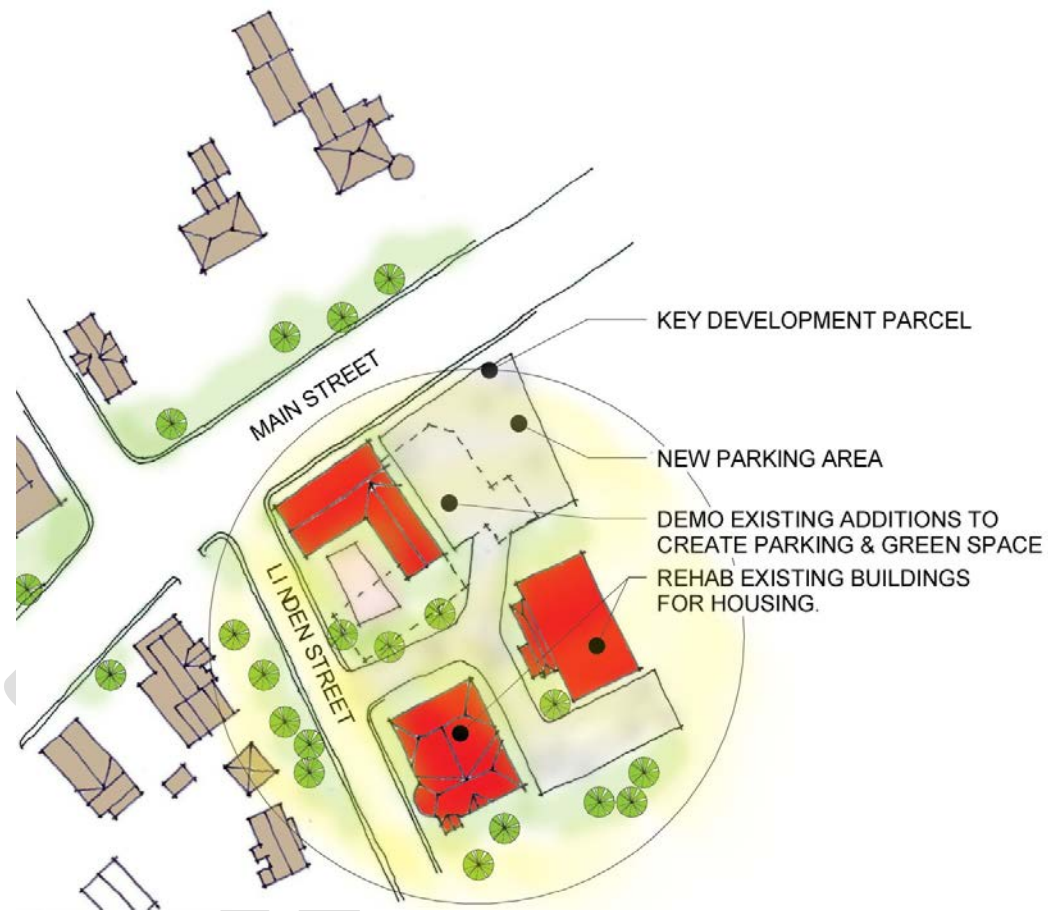 KEY DEVELOPMENT PARCEL
MAIN STREET
NEW PARKING AREA
DEMO EXISTING ADDITIONS TO
CREATE PARKING & GREEN SPACE
REHAB EXISTING BUILDINGS
FOR HOUSING.
LINDEN STREET